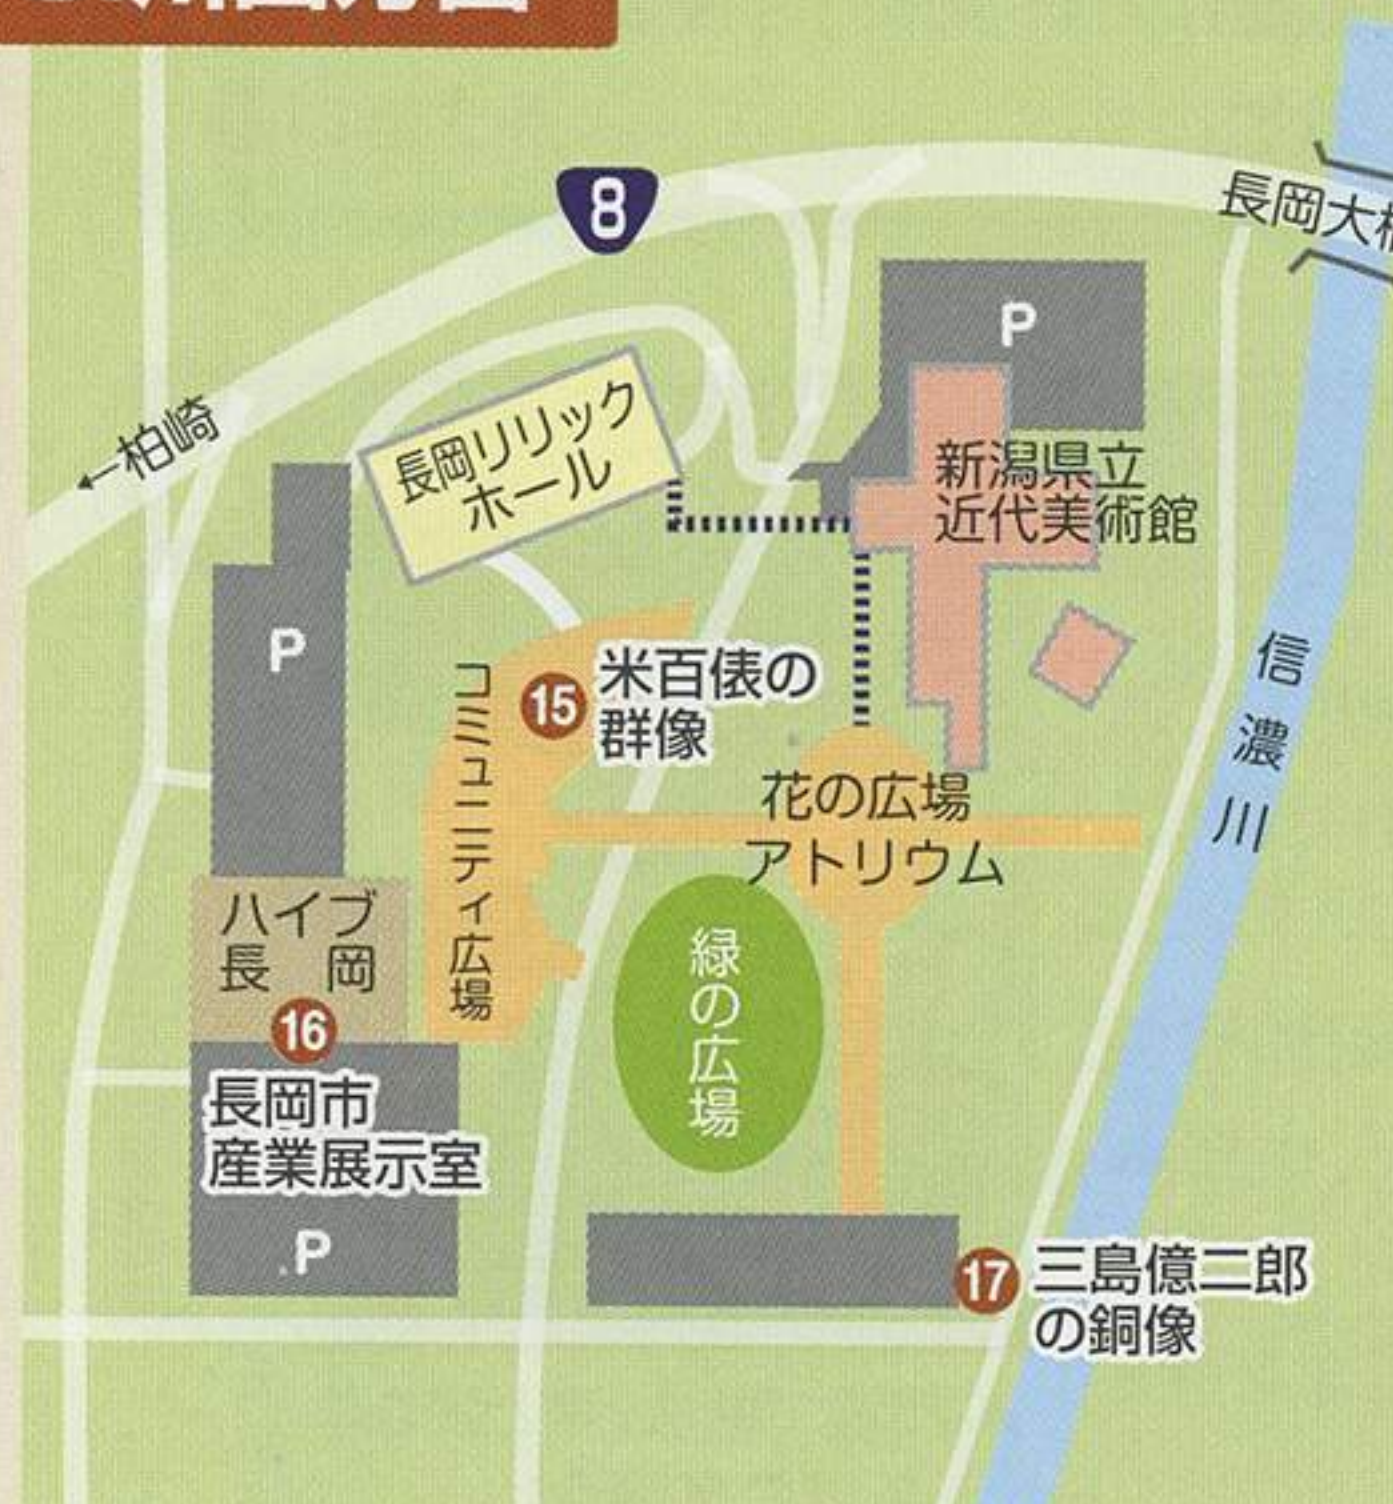 8
長岡大
←柏崎
P
長岡リリック
ホール
新潟県立
近代美術館
P
コミュニティ広場
15
米百俵の
群像
信濃川
花の広場
アトリウム
ハイブ
長岡
16
緑の広場
長岡市
産業展示室
P
17
三島億二郎
の銅像